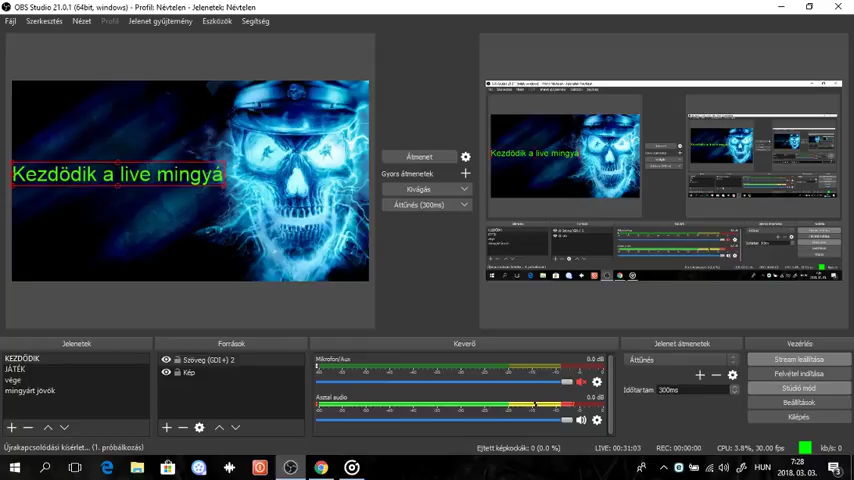 OBS Studio 21.0.1 (64bit, windows) - Profil: Névtelen - Jelenetek: Névtelen
Fájl Szerkesztés Nézet Profil Jelenet gyűjtemény Eszközök Segítség
Kezdödik a live mingyá
Átmenet
Gyors átmenetek
Kivágás
Áttűnés (300ms)
Kezdödik a live mingyá
Jelenetek
KEZDŐDIK
JÁTÉK
vége
mingyárt jövök
Források
Szöveg (GDI+) 2
Kép
Keverő
Mikrofon/Aux 0.0 dB
Asztal audio 0.0 dB
Jelenet átmenetek
Áttűnés
Időtartam 300ms
Vezérlés
Stream leállítása
Felvétel indítása
Stúdió mód
Beállítások
Kilépés
Újrakapcsolódási kísérlet... (1. próbálkozás)
Ejtett képkockák: 0 (0.0 %) LIVE: 00:31:03 REC: 00:00:00 CPU: 3.8%, 30.00 fps kb/s: 0
HUN
7:28
2018. 03. 03.